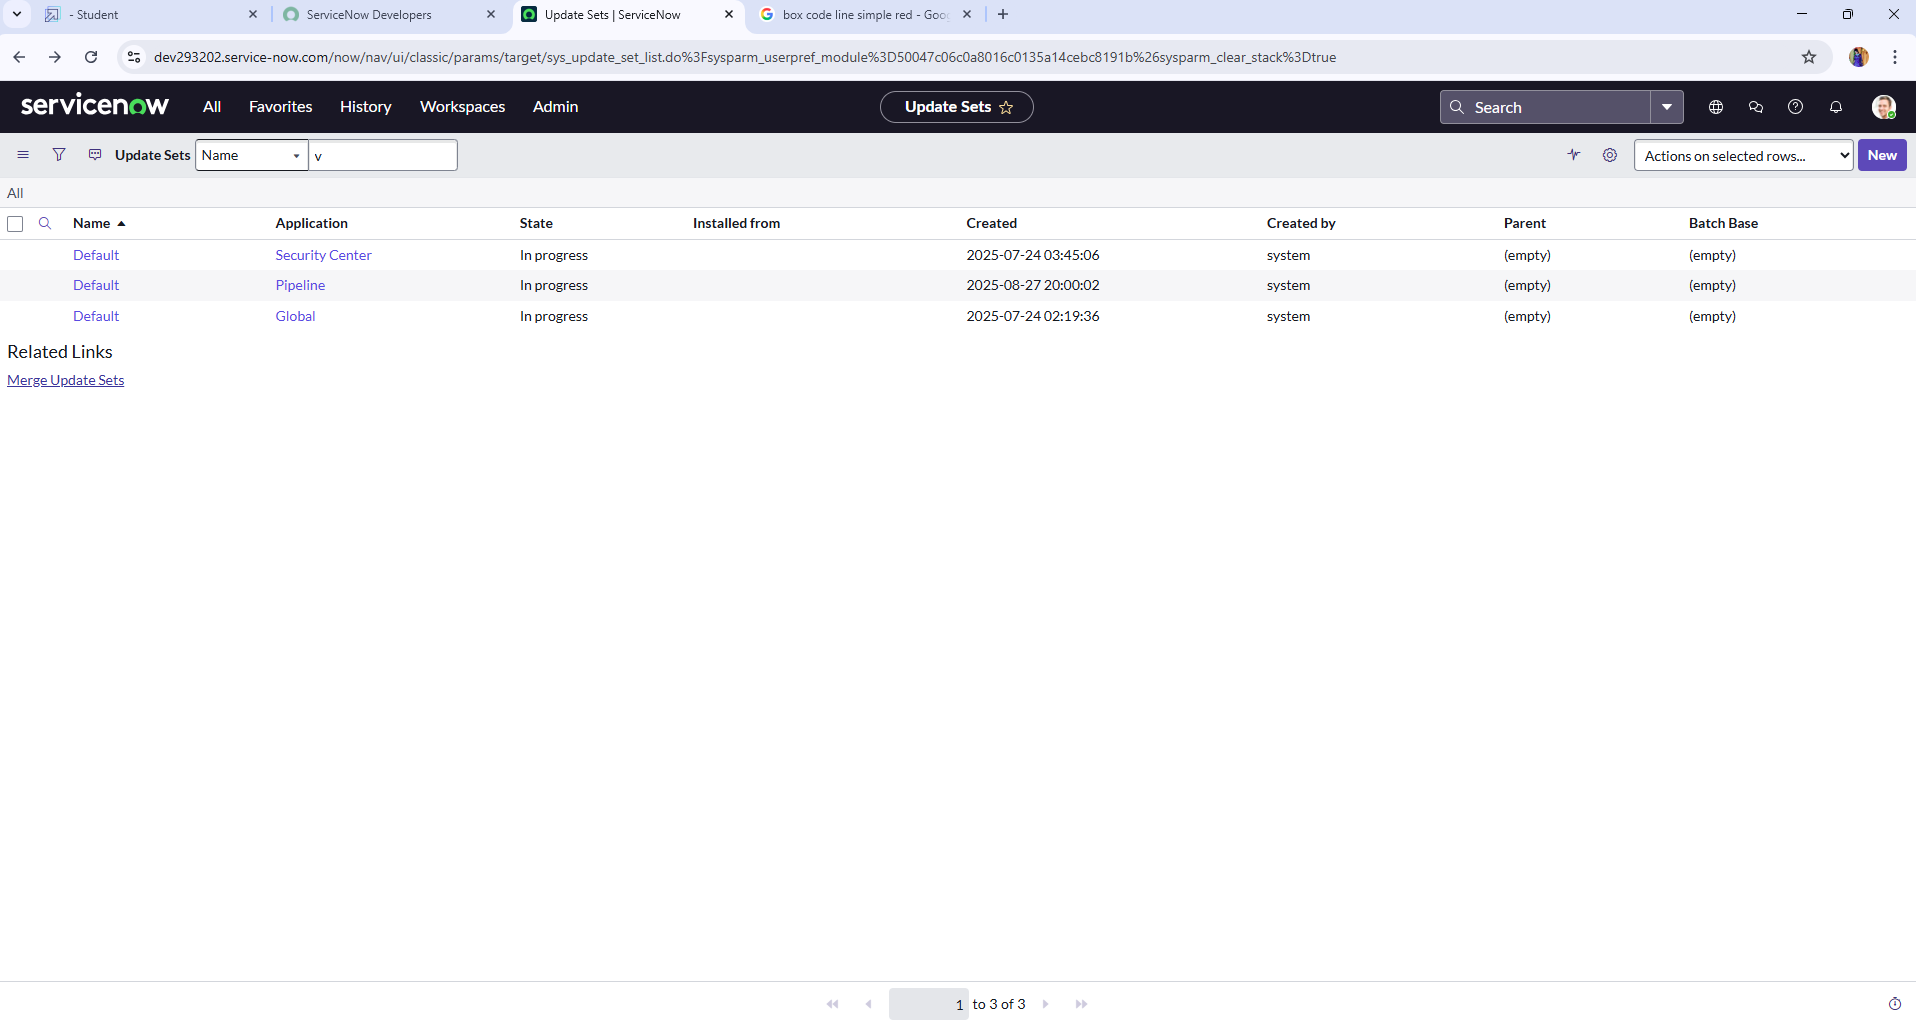 - Student
ServiceNow Developers
Update Sets | ServiceNow
box code line simple red - Goo
dev293202.service-now.com/now/nav/ui/classic/params/target/sys_update_set_list.do%3Fsysparm_userpref_module%3D50047c06c0a8016c0135a14cebc8191b%26sysparm_clear_stack%3Dtrue
servicenow All Favorites History Workspaces Admin Update Sets Search
Update Sets Name v Actions on selected rows... New
All
Name Application State Installed from Created Created by Parent Batch Base
Default Security Center In progress 2025-07-24 03:45:06 system (empty) (empty)
Default Pipeline In progress 2025-08-27 20:00:02 system (empty) (empty)
Default Global In progress 2025-07-24 02:19:36 system (empty) (empty)
Related Links
Merge Update Sets
1 to 3 of 3